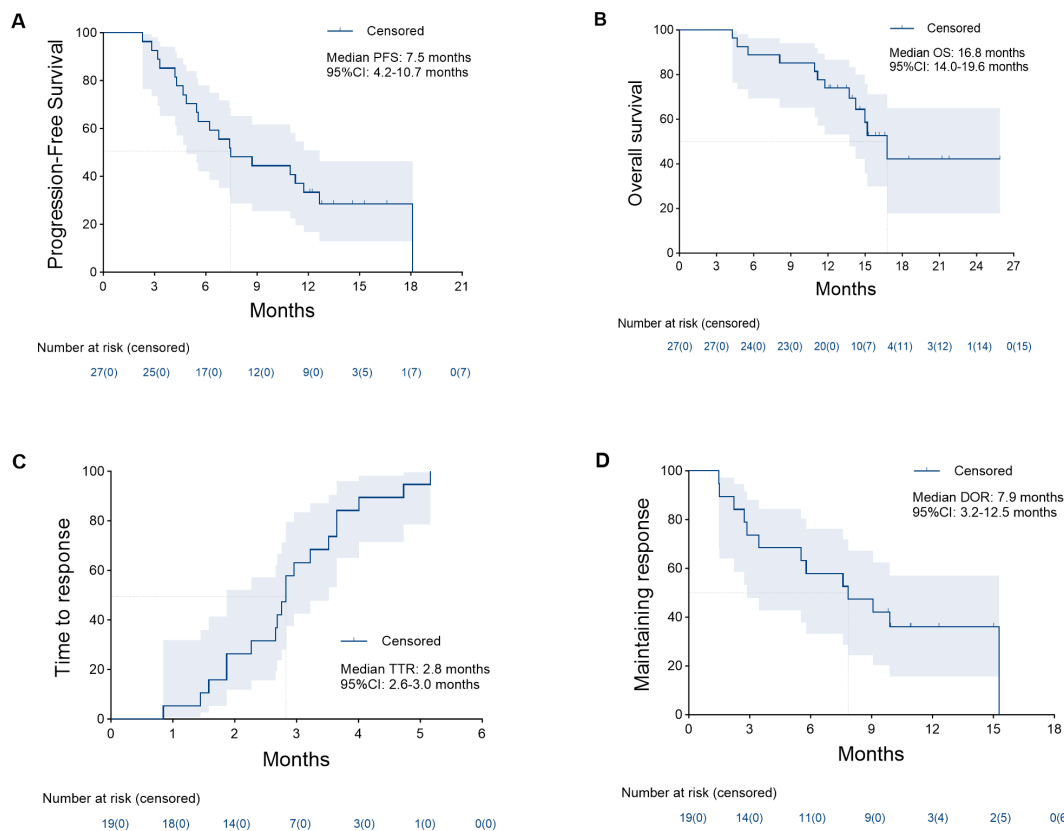 A
Censored
Median PFS: 7.5 months
95%CI: 4.2-10.7 months
Progression-Free Survival
100
80
60
40
20
0
0 3 6 9 12 15 18 21
Months
Number at risk (censored)
27(0) 25(0) 17(0) 12(0) 9(0) 3(5) 1(7) 0(7)
B
Censored
Median OS: 16.8 months
95%CI: 14.0-19.6 months
Overall survival
100
80
60
40
20
0
0 3 6 9 12 15 18 21 24 27
Months
Number at risk (censored)
27(0) 27(0) 24(0) 23(0) 20(0) 10(7) 4(11) 3(12) 1(14) 0(15)
C
Time to response
100
80
60
40
20
0
Censored
Median TTR: 2.8 months
95%CI: 2.6-3.0 months
0 1 2 3 4 5 6
Months
Number at risk (censored)
19(0) 18(0) 14(0) 7(0) 3(0) 1(0) 0(0)
D
Censored
Median DOR: 7.9 months
95%CI: 3.2-12.5 months
Maintaining response
100
80
60
40
20
0
0 3 6 9 12 15 18
Months
Number at risk (censored)
19(0) 14(0) 11(0) 9(0) 3(4) 2(5)